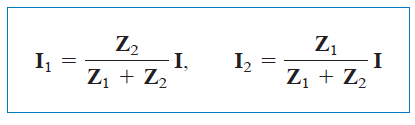 I₁ = Z₂ / (Z₁ + Z₂) I, I₂ = Z₁ / (Z₁ + Z₂) I